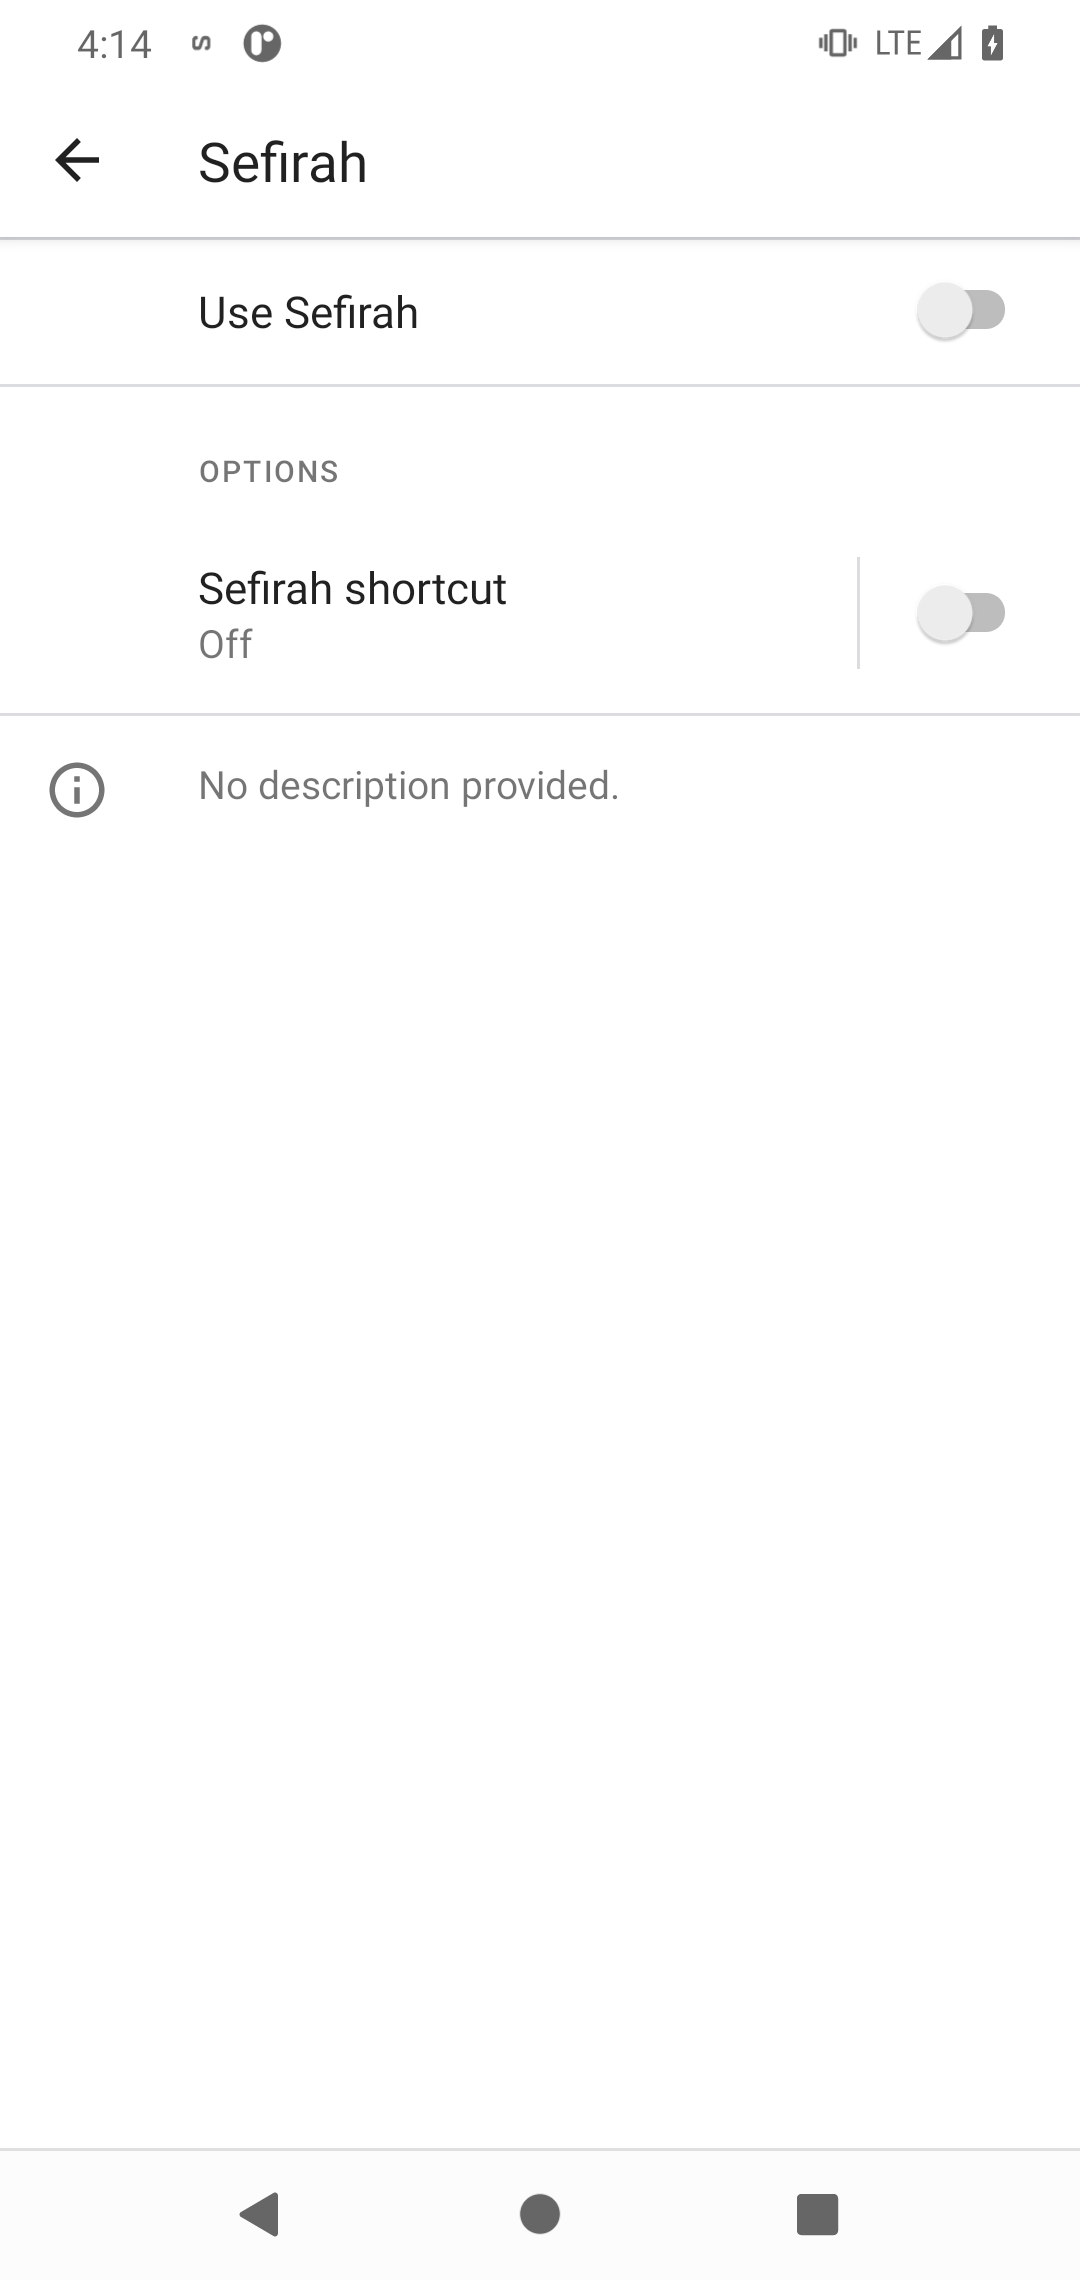 4:14
LTE
Sefirah
Use Sefirah
OPTIONS
Sefirah shortcut
Off
No description provided.